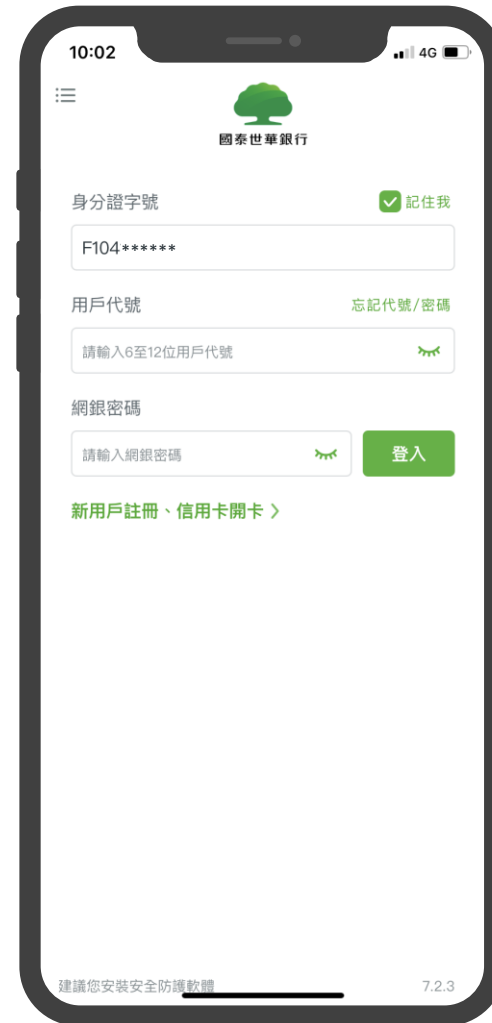 10:02 4G
國泰世華銀行
身分證字號 記住我
F104******
用戶代號 忘記代號/密碼
請輸入6至12位用戶代號
網銀密碼
請輸入網銀密碼 登入
新用戶註冊、信用卡開卡
建議您安裝安全防護軟體 7.2.3